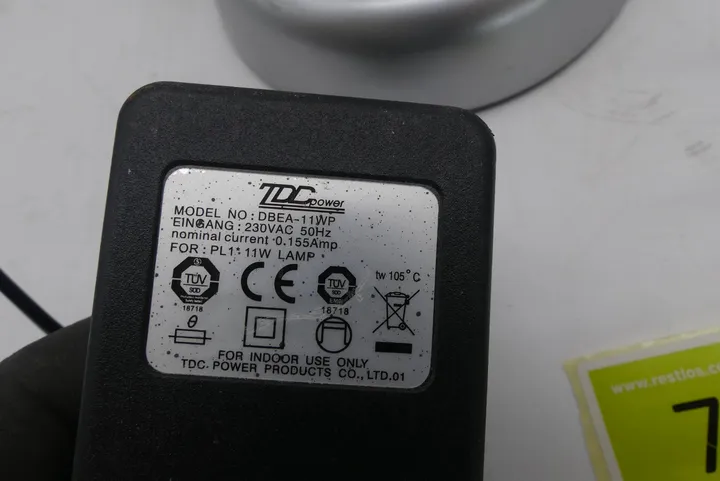 TDC power
MODEL NO: DBEA-11WP
EINGANG: 230VAC 50Hz
nominal current 0.155Amp
FOR: PL1*11W LAMP
tw 105°C
TÜV
SÜD
18718
CE
TÜV
SÜD
18718
FOR INDOOR USE ONLY
TDC. POWER PRODUCTS CO., LTD.01
www.restlos.co
7